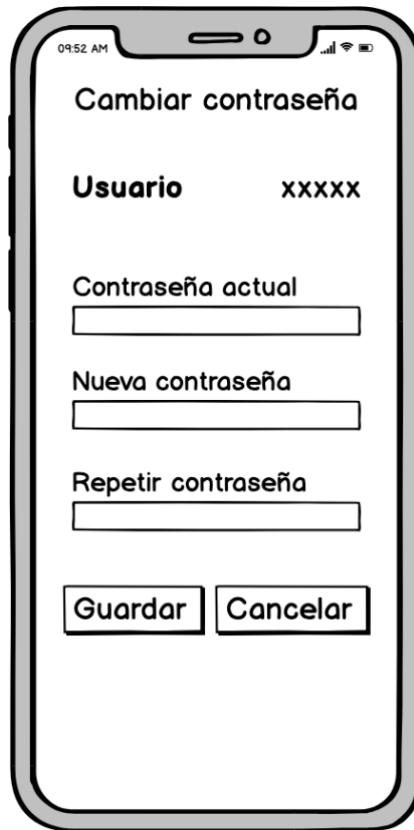 09:52 AM
Cambiar contraseña
Usuario xxxxx
Contraseña actual
Nueva contraseña
Repetir contraseña
Guardar Cancelar